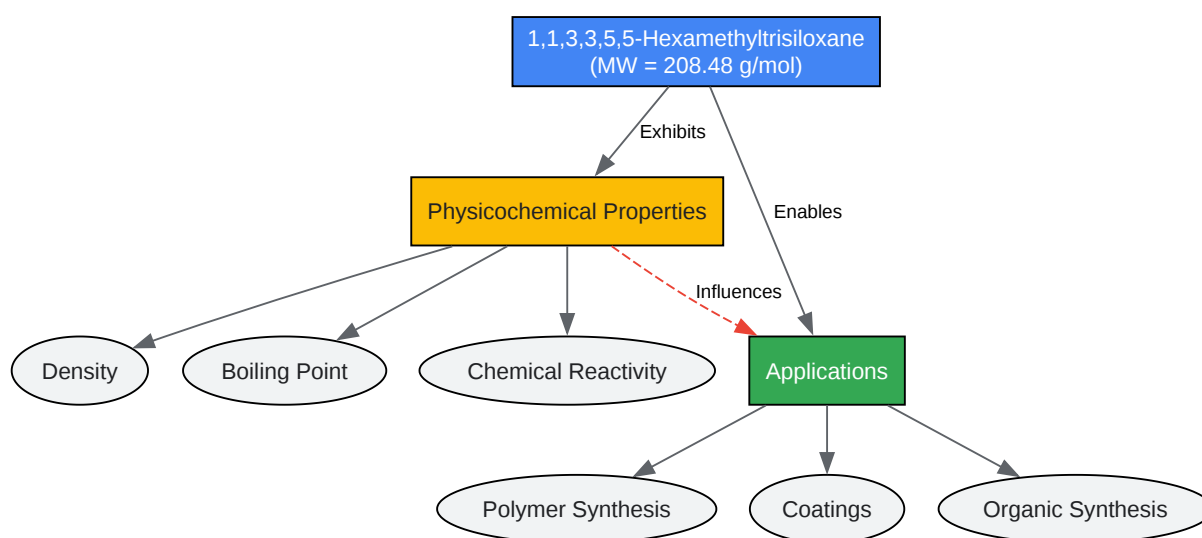 1,1,3,3,5,5-Hexamethyltrisiloxane
(MW = 208.48 g/mol)
Exhibits
Physicochemical Properties
Enables
Influences
Density
Boiling Point
Chemical Reactivity
Applications
Polymer Synthesis
Coatings
Organic Synthesis